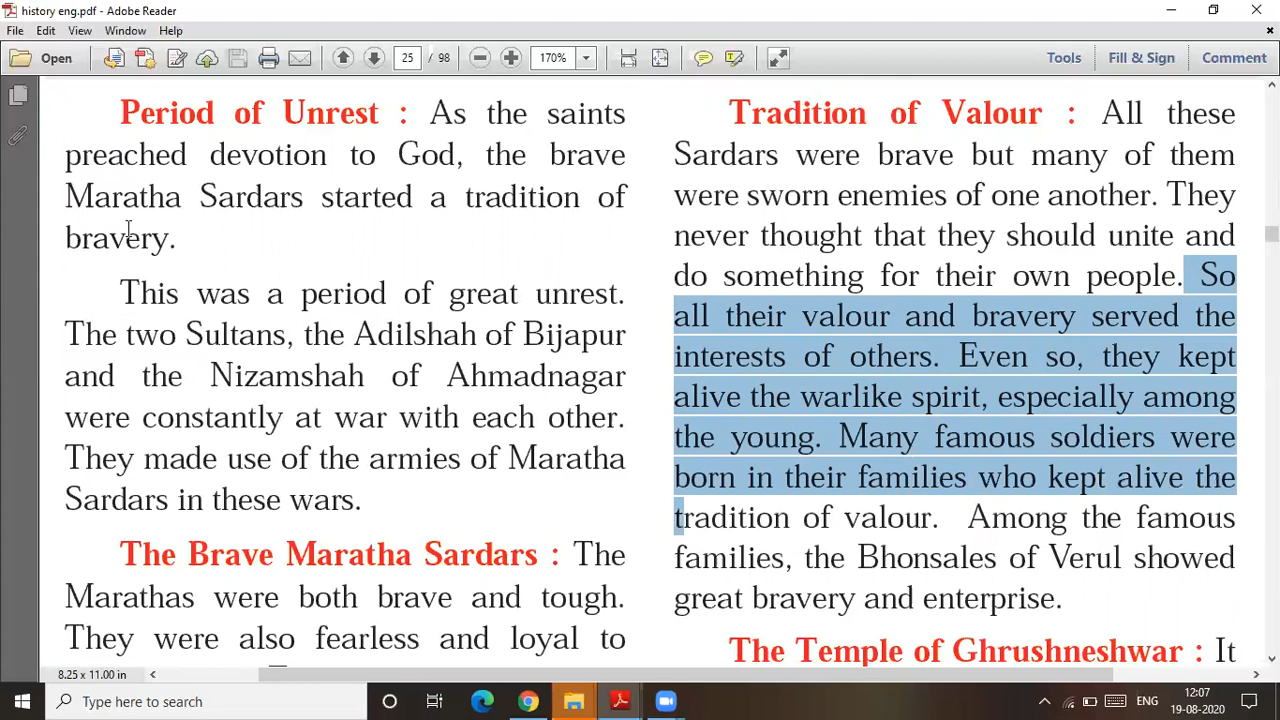 history eng.pdf - Adobe Reader
File Edit View Window Help
Open 25 / 98 170% Tools Fill & Sign Comment
Period of Unrest : As the saints
preached devotion to God, the brave
Maratha Sardars started a tradition of
bravery.
This was a period of great unrest.
The two Sultans, the Adilshah of Bijapur
and the Nizamshah of Ahmadnagar
were constantly at war with each other.
They made use of the armies of Maratha
Sardars in these wars.
The Brave Maratha Sardars : The
Marathas were both brave and tough.
They were also fearless and loyal to
Tradition of Valour : All these
Sardars were brave but many of them
were sworn enemies of one another. They
never thought that they should unite and
do something for their own people. So
all their valour and bravery served the
interests of others. Even so, they kept
alive the warlike spirit, especially among
the young. Many famous soldiers were
born in their families who kept alive the
tradition of valour. Among the famous
families, the Bhonsales of Verul showed
great bravery and enterprise.
The Temple of Ghrushneshwar : It
8.25 x 11.00 in
Type here to search
ENG
12:07
19-08-2020